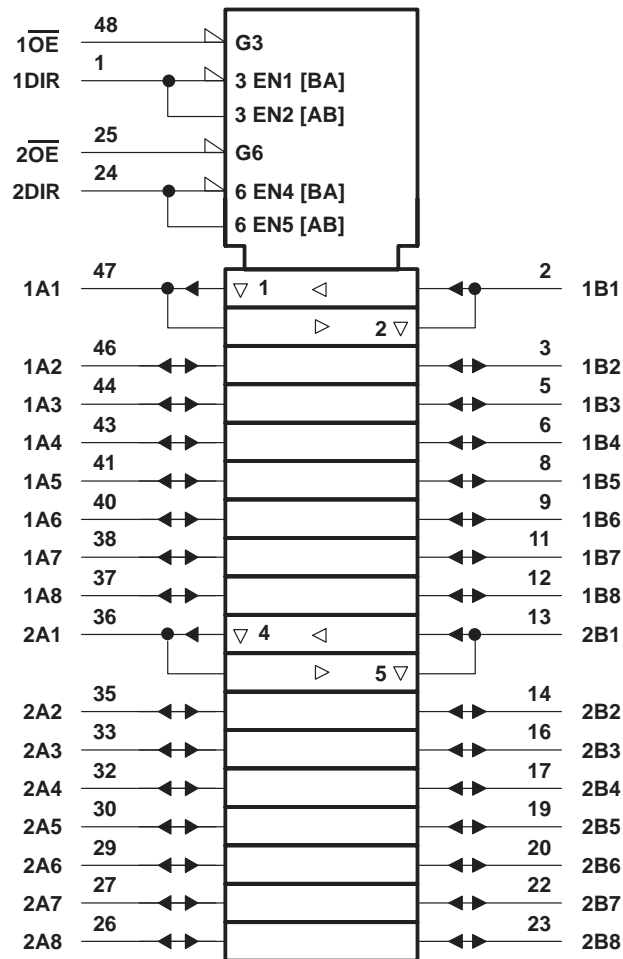 48
1O̅E̅ G3
1
1DIR 3 EN1 [BA]
3 EN2 [AB]
25
2O̅E̅ G6
24
2DIR 6 EN4 [BA]
6 EN5 [AB]
47 2
1A1 ▽ 1 ◁ 1B1
▷ 2 ▽
46 3
1A2 1B2
44 5
1A3 1B3
43 6
1A4 1B4
41 8
1A5 1B5
40 9
1A6 1B6
38 11
1A7 1B7
37 12
1A8 1B8
36 13
2A1 ▽ 4 ◁ 2B1
▷ 5 ▽
35 14
2A2 2B2
33 16
2A3 2B3
32 17
2A4 2B4
30 19
2A5 2B5
29 20
2A6 2B6
27 22
2A7 2B7
26 23
2A8 2B8